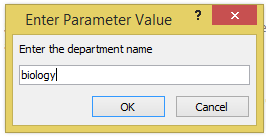 Enter Parameter Value ? ×
Enter the department name
biology
OK Cancel